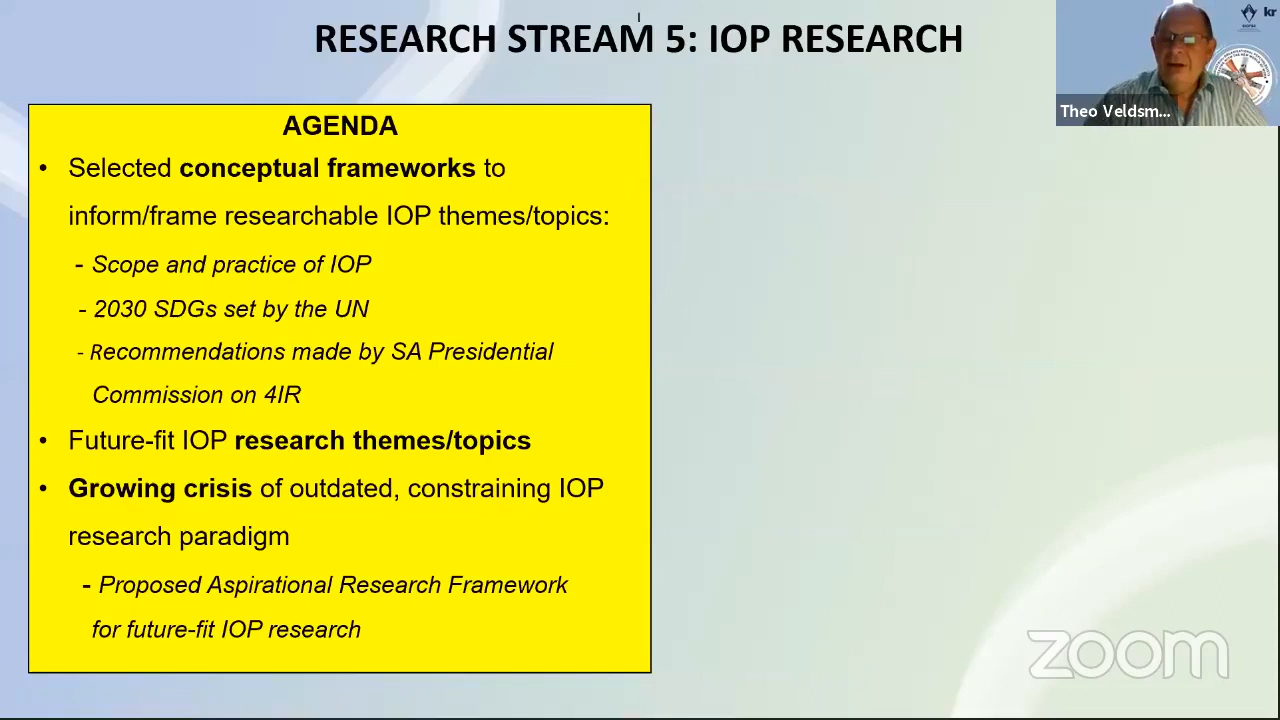 RESEARCH STREAM 5: IOP RESEARCH
kr
Theo Veldsm...
AGENDA
• Selected conceptual frameworks to
inform/frame researchable IOP themes/topics:
- Scope and practice of IOP
- 2030 SDGs set by the UN
- Recommendations made by SA Presidential
Commission on 4IR
• Future-fit IOP research themes/topics
• Growing crisis of outdated, constraining IOP
research paradigm
- Proposed Aspirational Research Framework
for future-fit IOP research
zoom